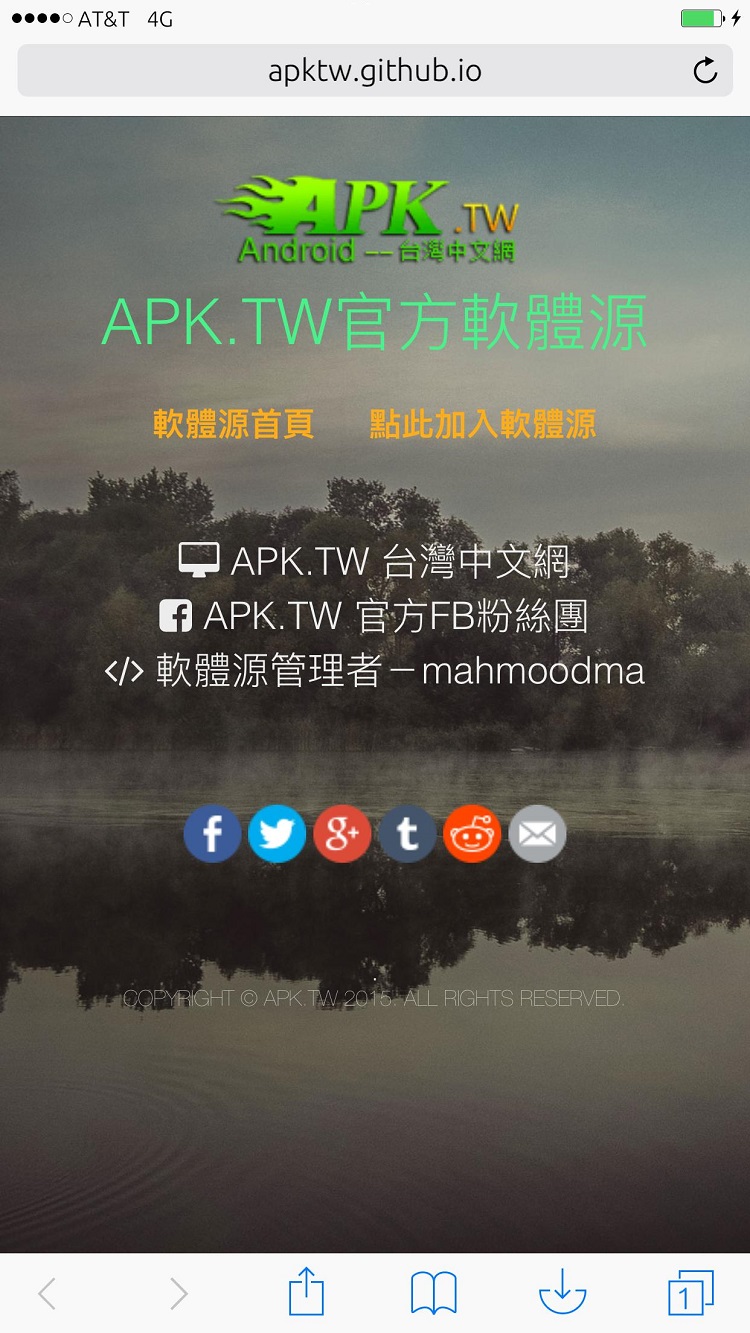 AT&T 4G
apktw.github.io
APK.TW
Android -- 台灣中文網
APK.TW官方軟體源
軟體源首頁 點此加入軟體源
APK.TW 台灣中文網
APK.TW 官方FB粉絲團
</> 軟體源管理者－mahmoodma
f g+ t
.
COPYRIGHT © APK.TW 2015. ALL RIGHTS RESERVED.
1